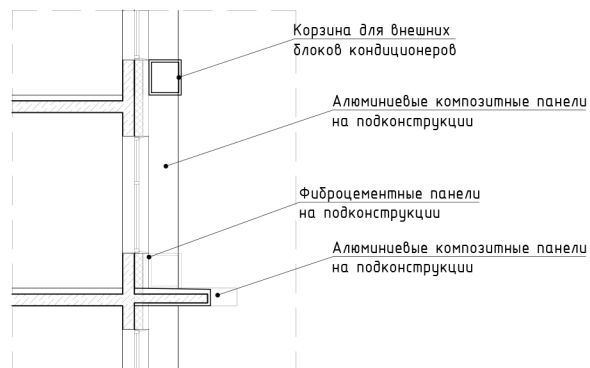 Корзина для внешних
блоков кондиционеров
Алюминиевые композитные панели
на подконструкции
Фиброцементные панели
на подконструкции
Алюминиевые композитные панели
на подконструкции